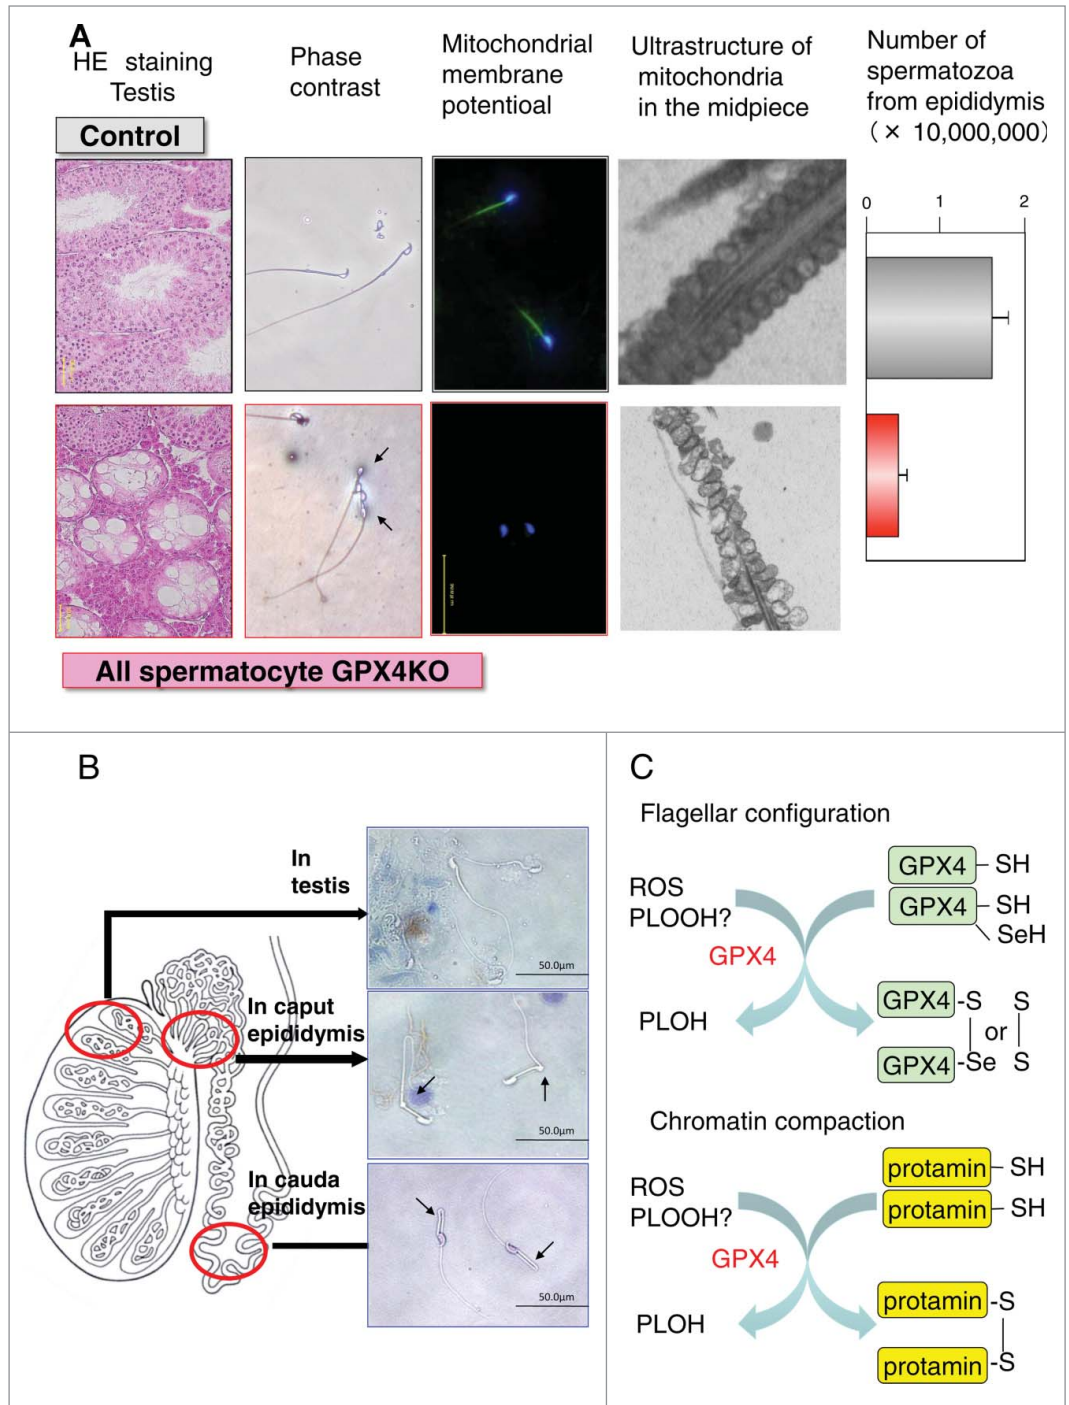 A
HE staining
Testis
Phase
contrast
Mitochondrial
membrane
potentioal
Ultrastructure of
mitochondria
in the midpiece
Number of
spermatozoa
from epididymis
(× 10,000,000)
Control
0 1 2
All spermatocyte GPX4KO
B
In
testis
50.0μm
In caput
epididymis
50.0μm
In cauda
epididymis
50.0μm
C
Flagellar configuration
ROS
PLOOH?
GPX4
GPX4 - SH
GPX4 - SH
SeH
PLOH
GPX4 -S S
or
GPX4 -Se S
Chromatin compaction
ROS
PLOOH?
GPX4
protamin - SH
protamin - SH
PLOH
protamin -S
protamin -S